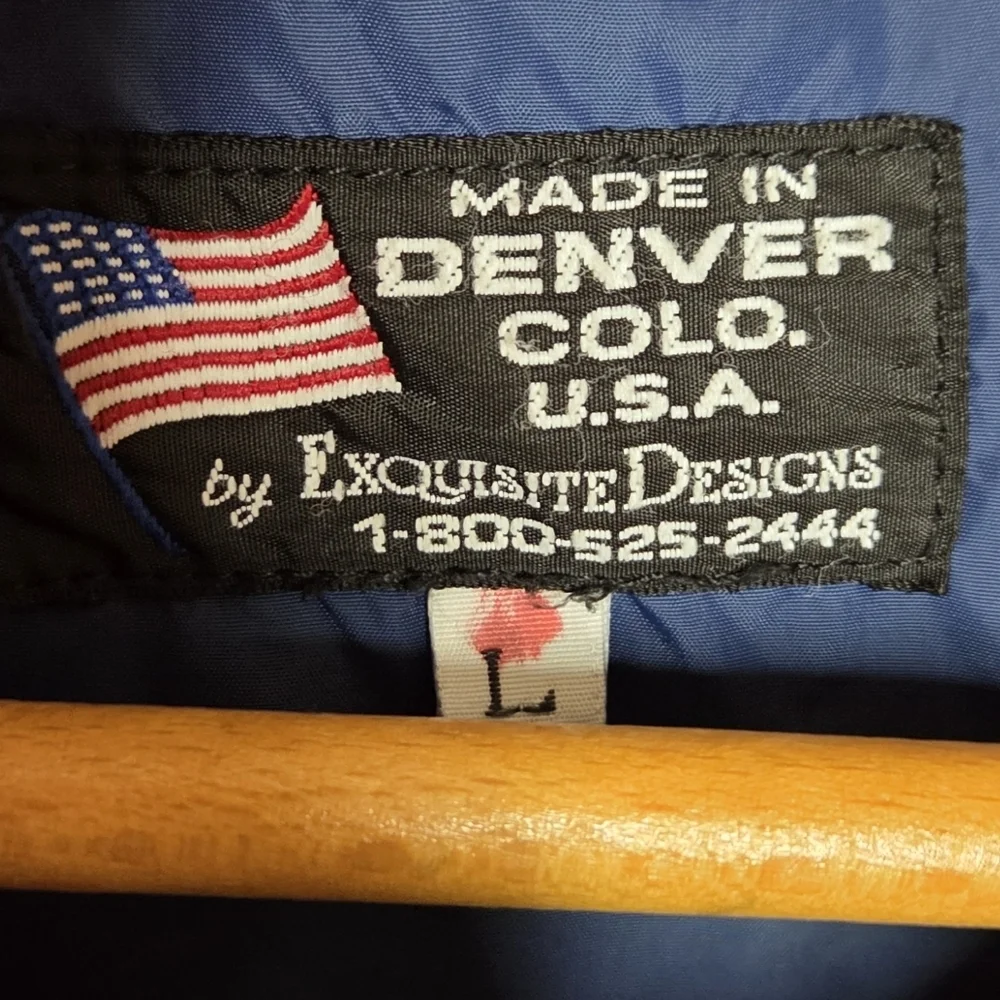 MADE IN
DENVER
COLO.
U.S.A.
by EXQUISITE DESIGNS
1-800-525-2444
L